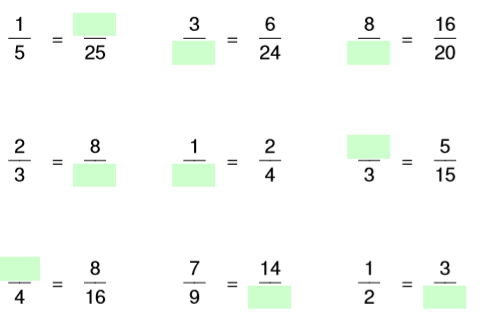 1/5 = /25 3/ = 6/24 8/ = 16/20
2/3 = 8/ 1/ = 2/4 /3 = 5/15
/4 = 8/16 7/9 = 14/ 1/2 = 3/